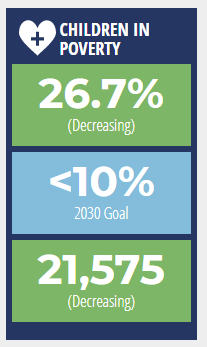 CHILDREN IN
POVERTY
26.7%
(Decreasing)
<10%
2030 Goal
21,575
(Decreasing)